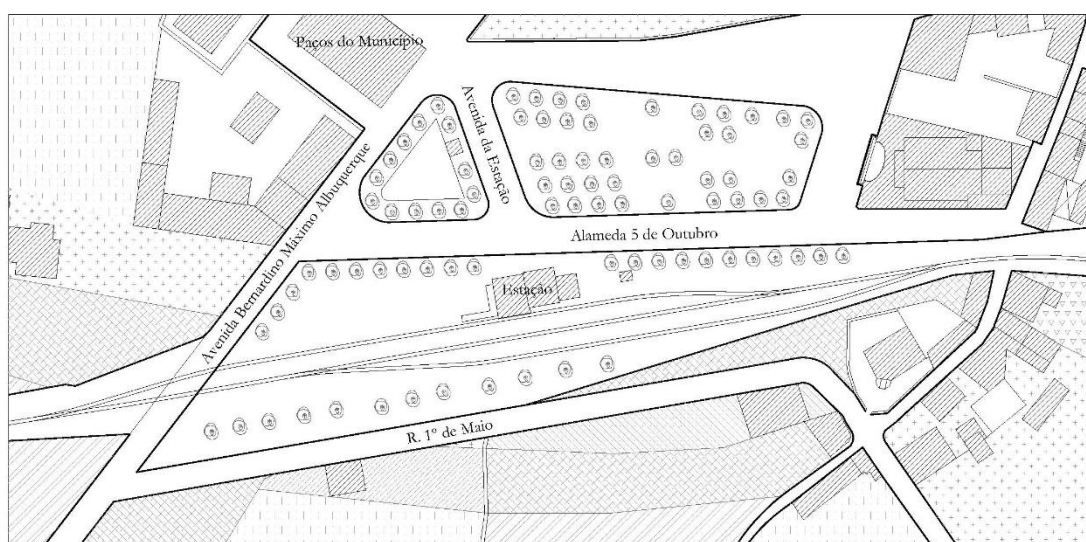 Paços do Município
Avenida da Estação
Avenida Bernardino Máximo Albuquerque
Alameda 5 de Outubro
Estação
R. 1º de Maio